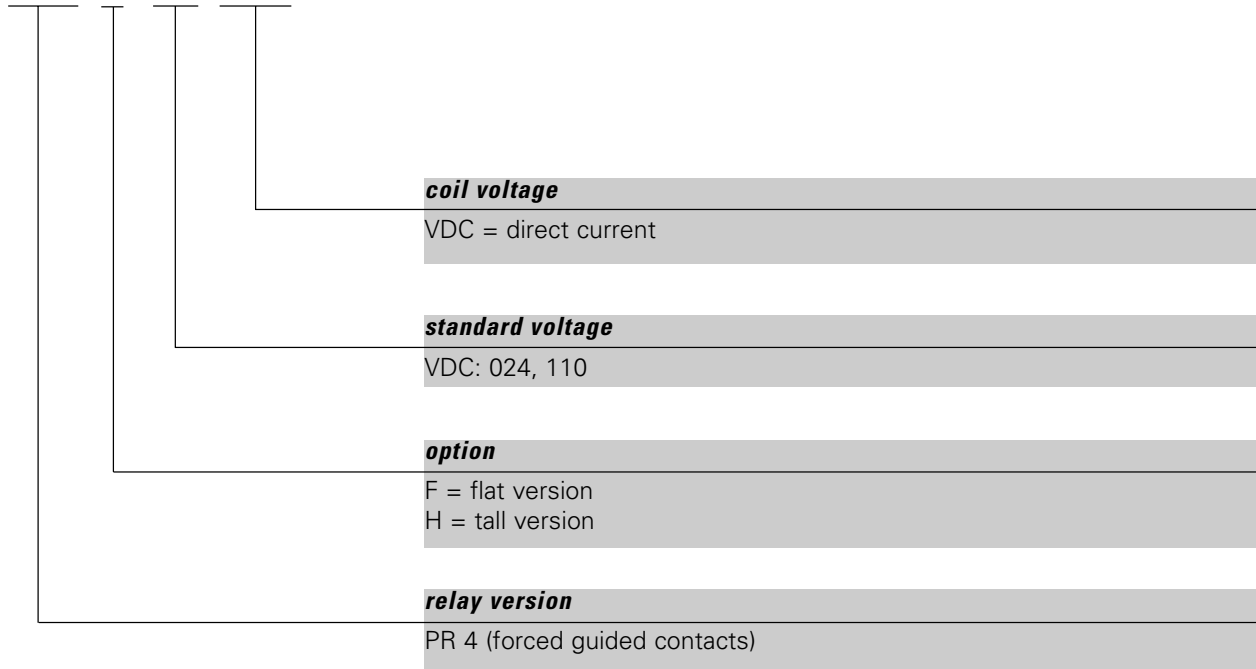 coil voltage
VDC = direct current
standard voltage
VDC: 024, 110
option
F = flat version
H = tall version
relay version
PR 4 (forced guided contacts)